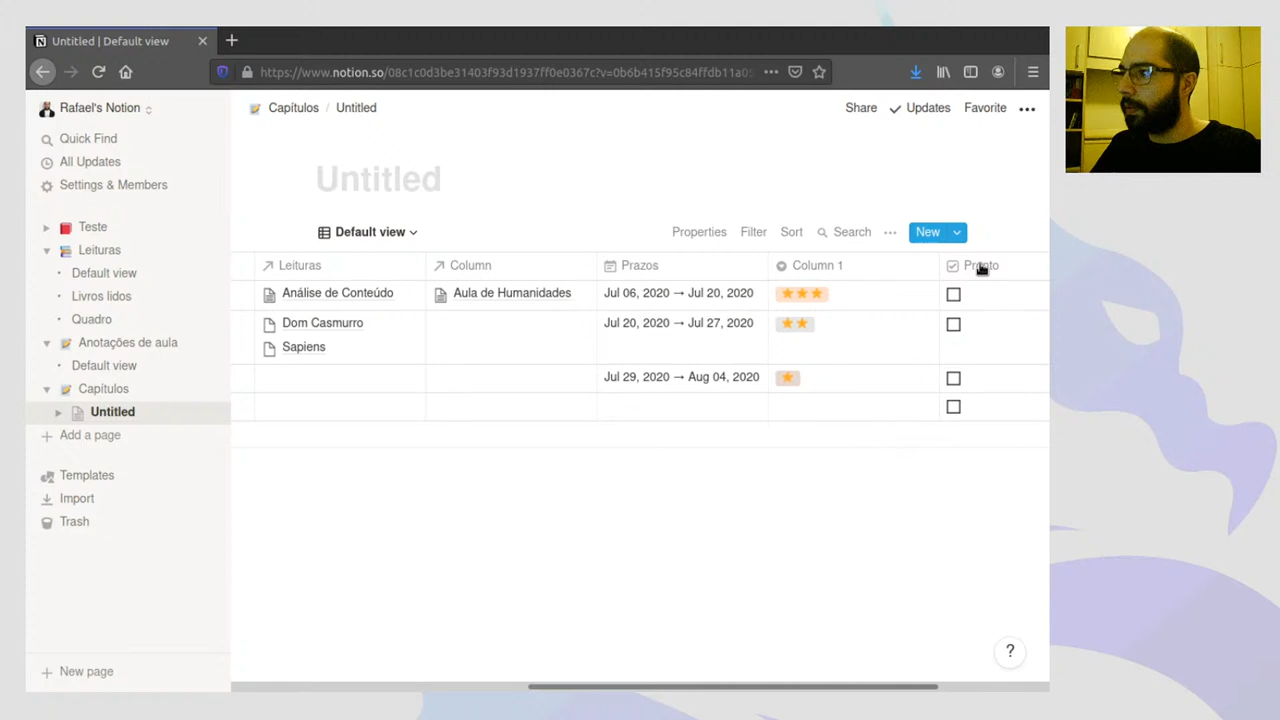 Untitled | Default view
https://www.notion.so/08c1c0d3be31403f93d1937ff0e0367c?v=0b6b415f95c84ffdb11a0
Rafael's Notion
Quick Find
All Updates
Settings & Members
Teste
Leituras
Default view
Livros lidos
Quadro
Anotações de aula
Default view
Capítulos
Untitled
Add a page
Templates
Import
Trash
New page
Capítulos / Untitled
Share
Updates
Favorite
Untitled
Default view
Properties
Filter
Sort
Search
New
Leituras
Column
Prazos
Column 1
Pronto
Análise de Conteúdo
Aula de Humanidades
Jul 06, 2020 → Jul 20, 2020
Dom Casmurro
Jul 20, 2020 → Jul 27, 2020
Sapiens
Jul 29, 2020 → Aug 04, 2020
?